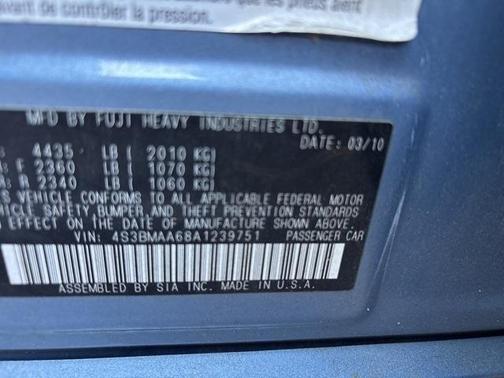 avant de contrôler la pression.
MFD BY FUJI HEAVY INDUSTRIES LTD.
4435 LB ( 2010 KG) DATE: 03/10
F 2360 LB ( 1070 KG)
R 2340 LB ( 1060 KG)
VEHICLE CONFORMS TO ALL APPLICABLE FEDERAL MOTOR
VEHICLE SAFETY, BUMPER, AND THEFT PREVENTION STANDARDS
EFFECT ON THE DATE OF MANUFACTURE SHOWN ABOVE.
VIN: 4S3BMAA68A1239751 PASSENGER CAR
ASSEMBLED BY SIA INC. MADE IN U.S.A.